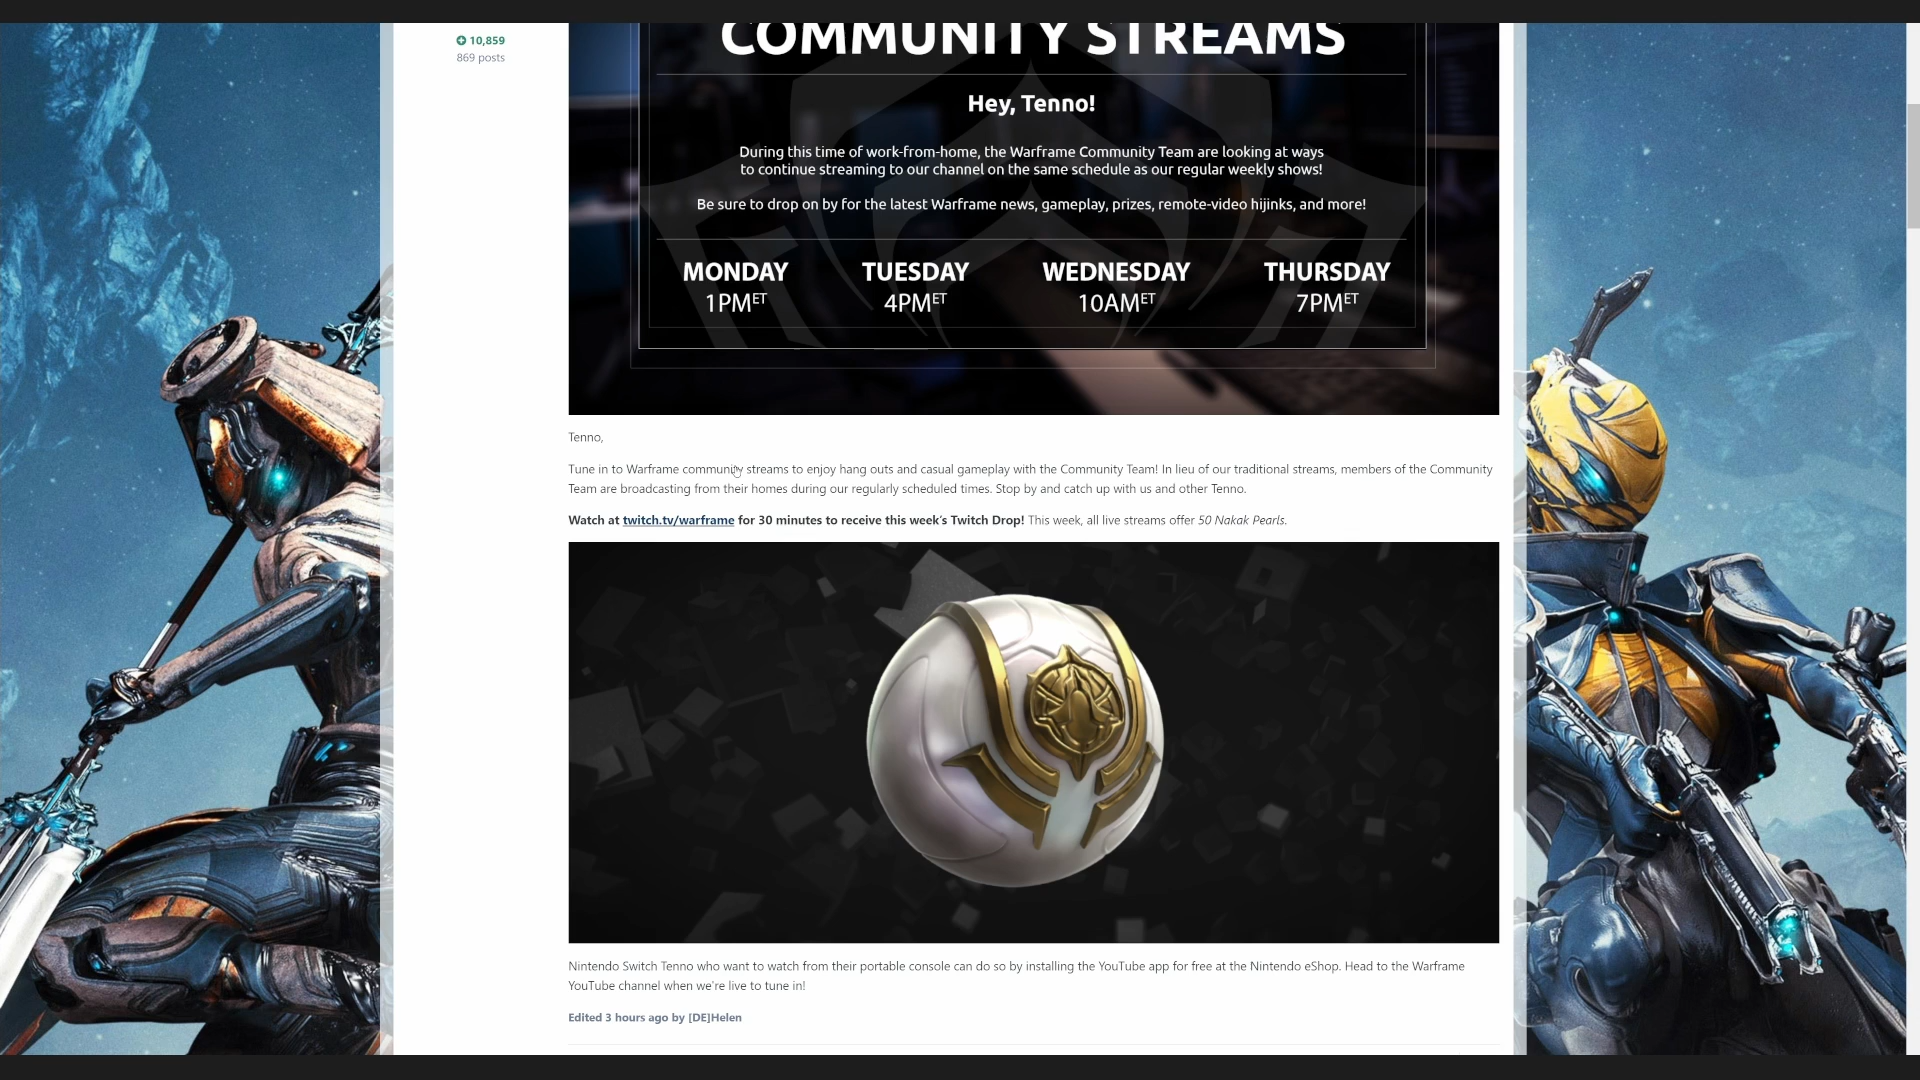 COMMUNITY STREAMS
10,859
869 posts
Hey, Tenno!
During this time of work-from-home, the Warframe Community Team are looking at ways
to continue streaming to our channel on the same schedule as our regular weekly shows!
Be sure to drop on by for the latest Warframe news, gameplay, prizes, remote-video hijinks, and more!
MONDAY TUESDAY WEDNESDAY THURSDAY
1PM ET 4PM ET 10AM ET 7PM ET
Tenno,
Tune in to Warframe community streams to enjoy hang outs and casual gameplay with the Community Team! In lieu of our traditional streams, members of the Community
Team are broadcasting from their homes during our regularly scheduled times. Stop by and catch up with us and other Tenno.
Watch at twitch.tv/warframe for 30 minutes to receive this week's Twitch Drop! This week, all live streams offer 50 Nakak Pearls.
Nintendo Switch Tenno who want to watch from their portable console can do so by installing the YouTube app for free at the Nintendo eShop. Head to the Warframe
YouTube channel when we're live to tune in!
Edited 3 hours ago by [DE]Helen